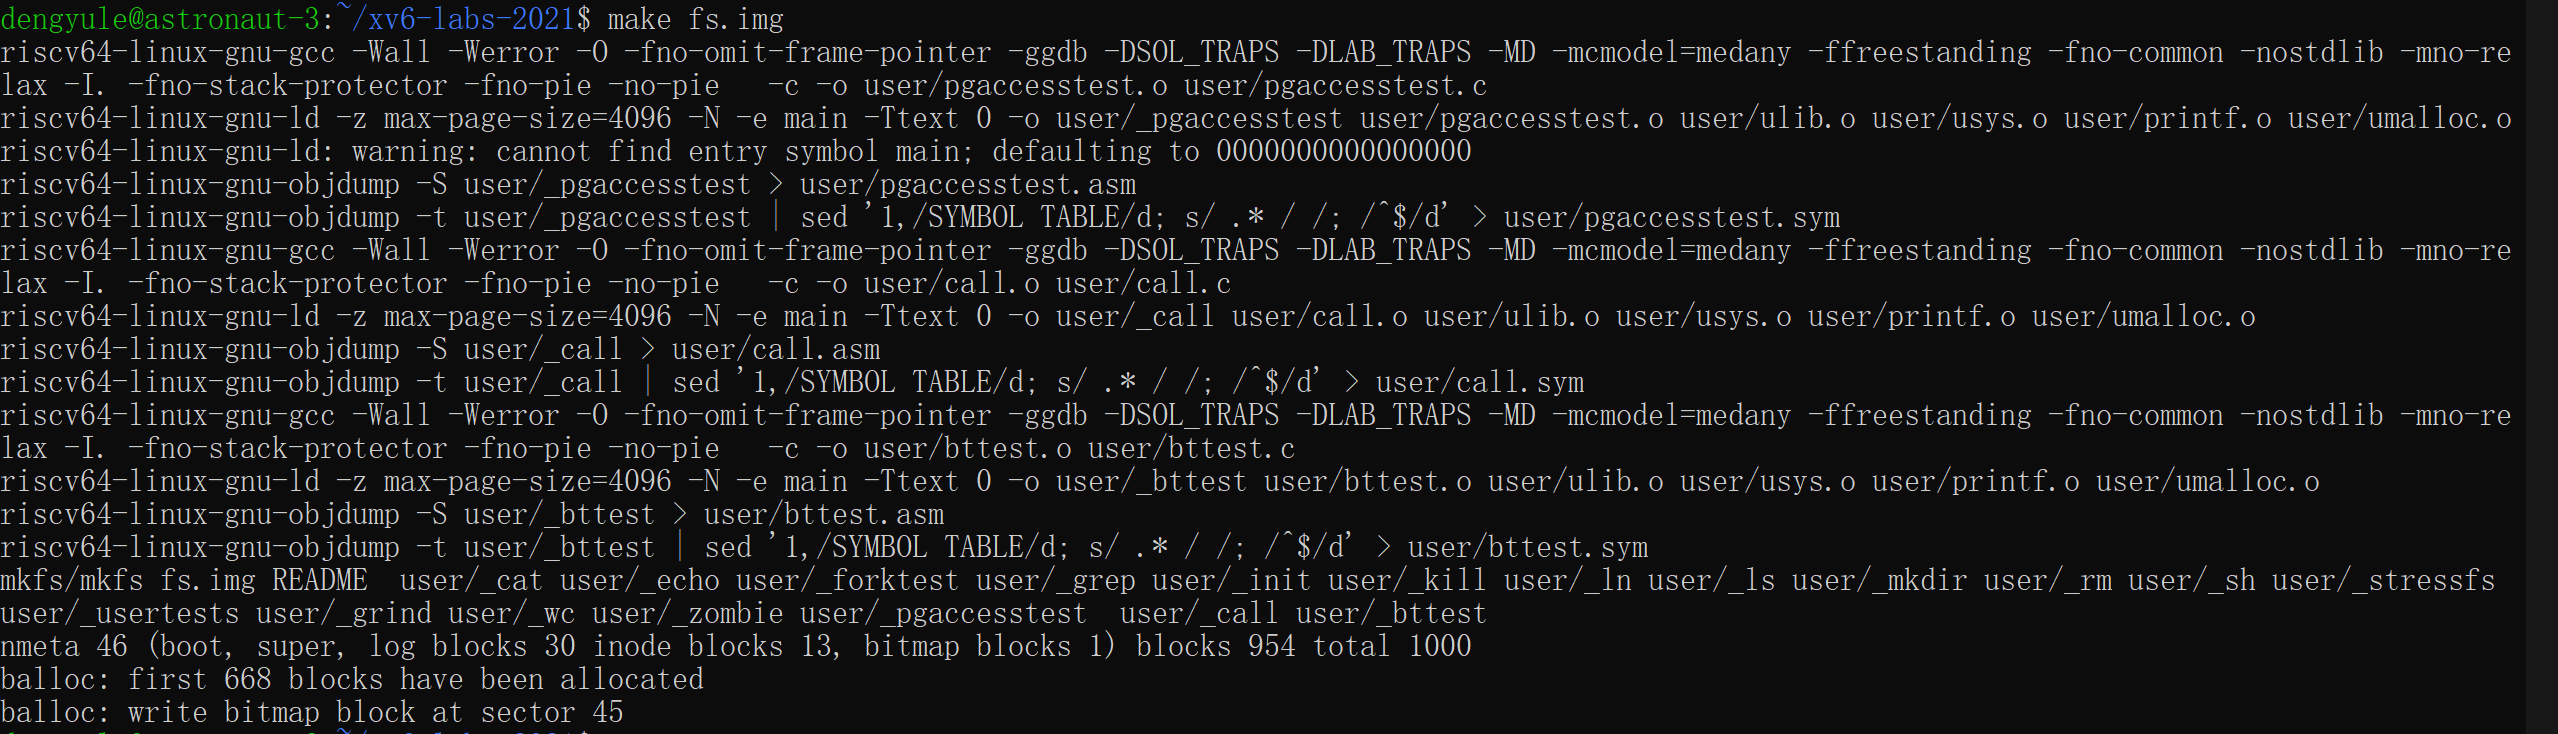 dengyule@astronaut-3:~/xv6-labs-2021$ make fs.img
riscv64-linux-gnu-gcc -Wall -Werror -O -fno-omit-frame-pointer -ggdb -DSOL_TRAPS -DLAB_TRAPS -MD -mcmodel=medany -ffreestanding -fno-common -nostdlib -mno-re
lax -I. -fno-stack-protector -fno-pie -no-pie   -c -o user/pgaccesstest.o user/pgaccesstest.c
riscv64-linux-gnu-ld -z max-page-size=4096 -N -e main -Ttext 0 -o user/_pgaccesstest user/pgaccesstest.o user/ulib.o user/usys.o user/printf.o user/umalloc.o
riscv64-linux-gnu-ld: warning: cannot find entry symbol main; defaulting to 0000000000000000
riscv64-linux-gnu-objdump -S user/_pgaccesstest > user/pgaccesstest.asm
riscv64-linux-gnu-objdump -t user/_pgaccesstest | sed '1,/SYMBOL TABLE/d; s/ .* / /; /^$/d' > user/pgaccesstest.sym
riscv64-linux-gnu-gcc -Wall -Werror -O -fno-omit-frame-pointer -ggdb -DSOL_TRAPS -DLAB_TRAPS -MD -mcmodel=medany -ffreestanding -fno-common -nostdlib -mno-re
lax -I. -fno-stack-protector -fno-pie -no-pie   -c -o user/call.o user/call.c
riscv64-linux-gnu-ld -z max-page-size=4096 -N -e main -Ttext 0 -o user/_call user/call.o user/ulib.o user/usys.o user/printf.o user/umalloc.o
riscv64-linux-gnu-objdump -S user/_call > user/call.asm
riscv64-linux-gnu-objdump -t user/_call | sed '1,/SYMBOL TABLE/d; s/ .* / /; /^$/d' > user/call.sym
riscv64-linux-gnu-gcc -Wall -Werror -O -fno-omit-frame-pointer -ggdb -DSOL_TRAPS -DLAB_TRAPS -MD -mcmodel=medany -ffreestanding -fno-common -nostdlib -mno-re
lax -I. -fno-stack-protector -fno-pie -no-pie   -c -o user/bttest.o user/bttest.c
riscv64-linux-gnu-ld -z max-page-size=4096 -N -e main -Ttext 0 -o user/_bttest user/bttest.o user/ulib.o user/usys.o user/printf.o user/umalloc.o
riscv64-linux-gnu-objdump -S user/_bttest > user/bttest.asm
riscv64-linux-gnu-objdump -t user/_bttest | sed '1,/SYMBOL TABLE/d; s/ .* / /; /^$/d' > user/bttest.sym
mkfs/mkfs fs.img README  user/_cat user/_echo user/_forktest user/_grep user/_init user/_kill user/_ln user/_ls user/_mkdir user/_rm user/_sh user/_stressfs
user/_usertests user/_grind user/_wc user/_zombie user/_pgaccesstest  user/_call user/_bttest
nmeta 46 (boot, super, log blocks 30 inode blocks 13, bitmap blocks 1) blocks 954 total 1000
balloc: first 668 blocks have been allocated
balloc: write bitmap block at sector 45